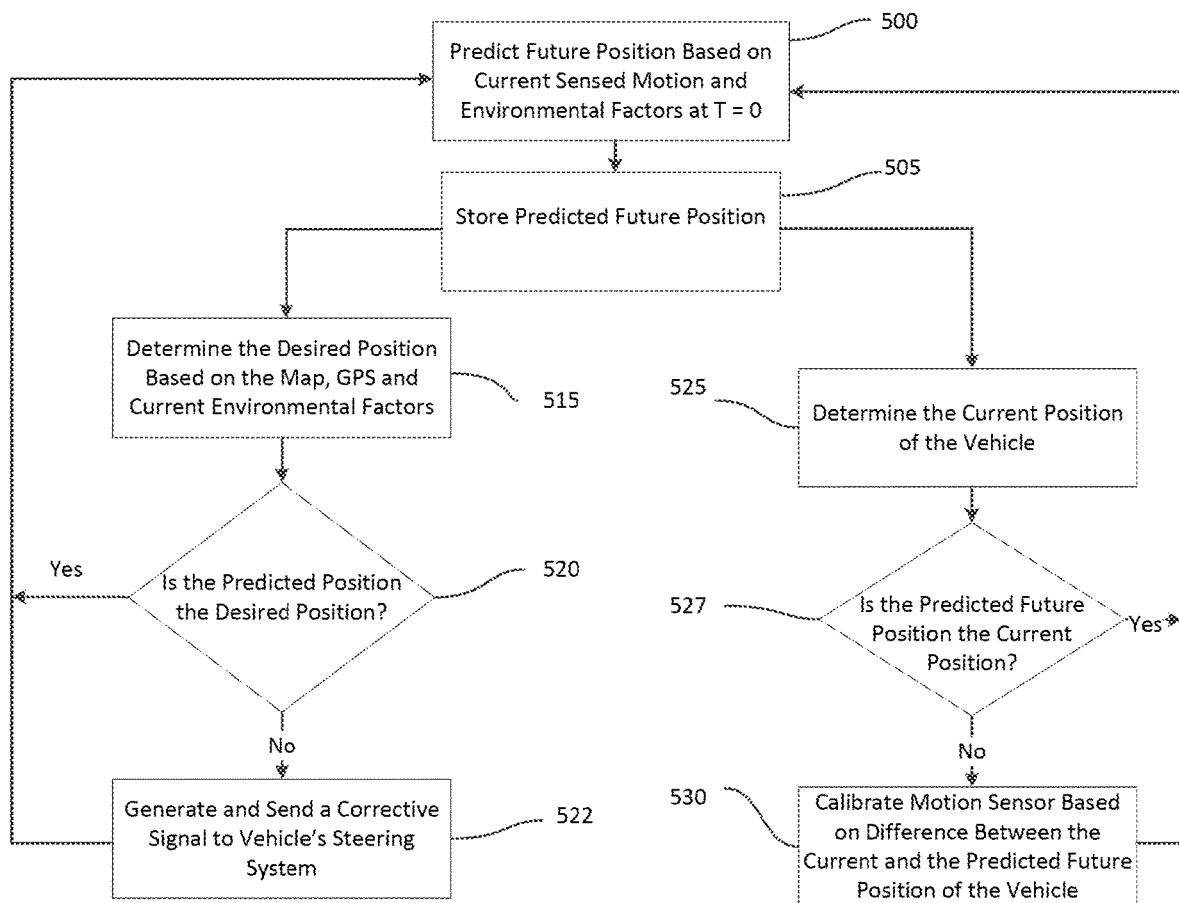 500
Predict Future Position Based on
Current Sensed Motion and
Environmental Factors at T = 0
505
Store Predicted Future Position
Determine the Desired Position
Based on the Map, GPS and
Current Environmental Factors
515
525
Determine the Current Position
of the Vehicle
Yes
Is the Predicted Position
the Desired Position?
520
527
Is the Predicted Future
Position the Current
Position?
Yes
No
No
Generate and Send a Corrective
Signal to Vehicle's Steering
System
522
530
Calibrate Motion Sensor Based
on Difference Between the
Current and the Predicted Future
Position of the Vehicle